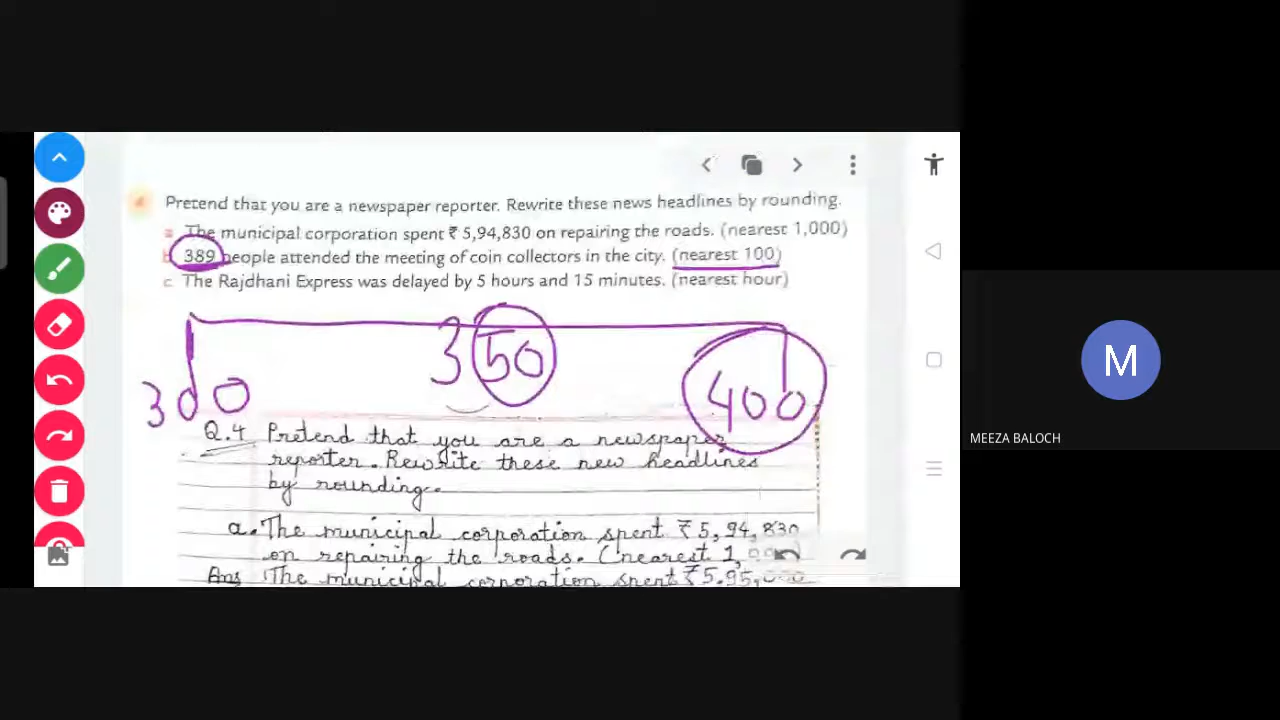 4 Pretend that you are a newspaper reporter. Rewrite these news headlines by rounding.
a The municipal corporation spent ₹ 5,94,830 on repairing the roads. (nearest 1,000)
b 389 people attended the meeting of coin collectors in the city. (nearest 100)
c The Rajdhani Express was delayed by 5 hours and 15 minutes. (nearest hour)
300 350 400
Q.4 Pretend that you are a newspaper
reporter. Rewrite these new headlines
by rounding.
a. The municipal corporation spent ₹ 5, 94, 830
on repairing the roads. (nearest 1,
Ans The municipal corporation spent ₹ 5,95,
M
MEEZA BALOCH